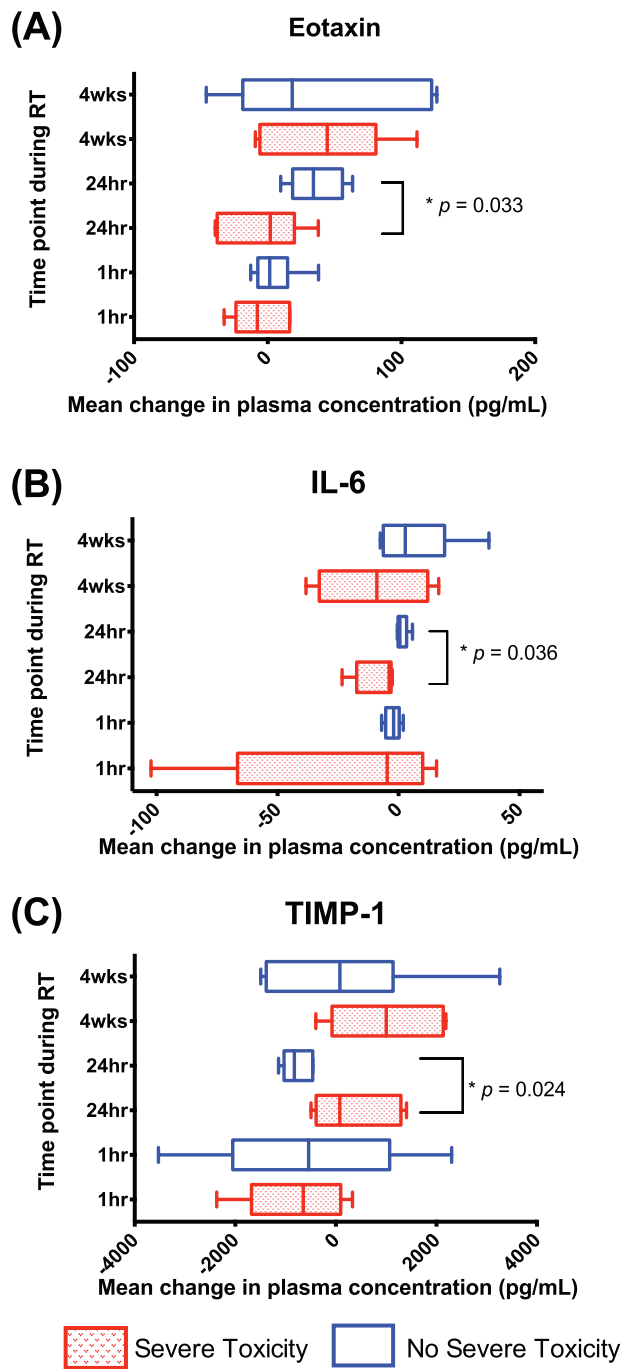 (A)
Eotaxin
Time point during RT
4wks
4wks
24hr
24hr
1hr
1hr
* p = 0.033
-100
0
100
200
Mean change in plasma concentration (pg/mL)
(B)
IL-6
Time point during RT
4wks
4wks
24hr
24hr
1hr
1hr
* p = 0.036
-100
-50
0
50
Mean change in plasma concentration (pg/mL)
(C)
TIMP-1
Time point during RT
4wks
4wks
24hr
24hr
1hr
1hr
* p = 0.024
-4000
-2000
0
2000
4000
Mean change in plasma concentration (pg/mL)
Severe Toxicity
No Severe Toxicity